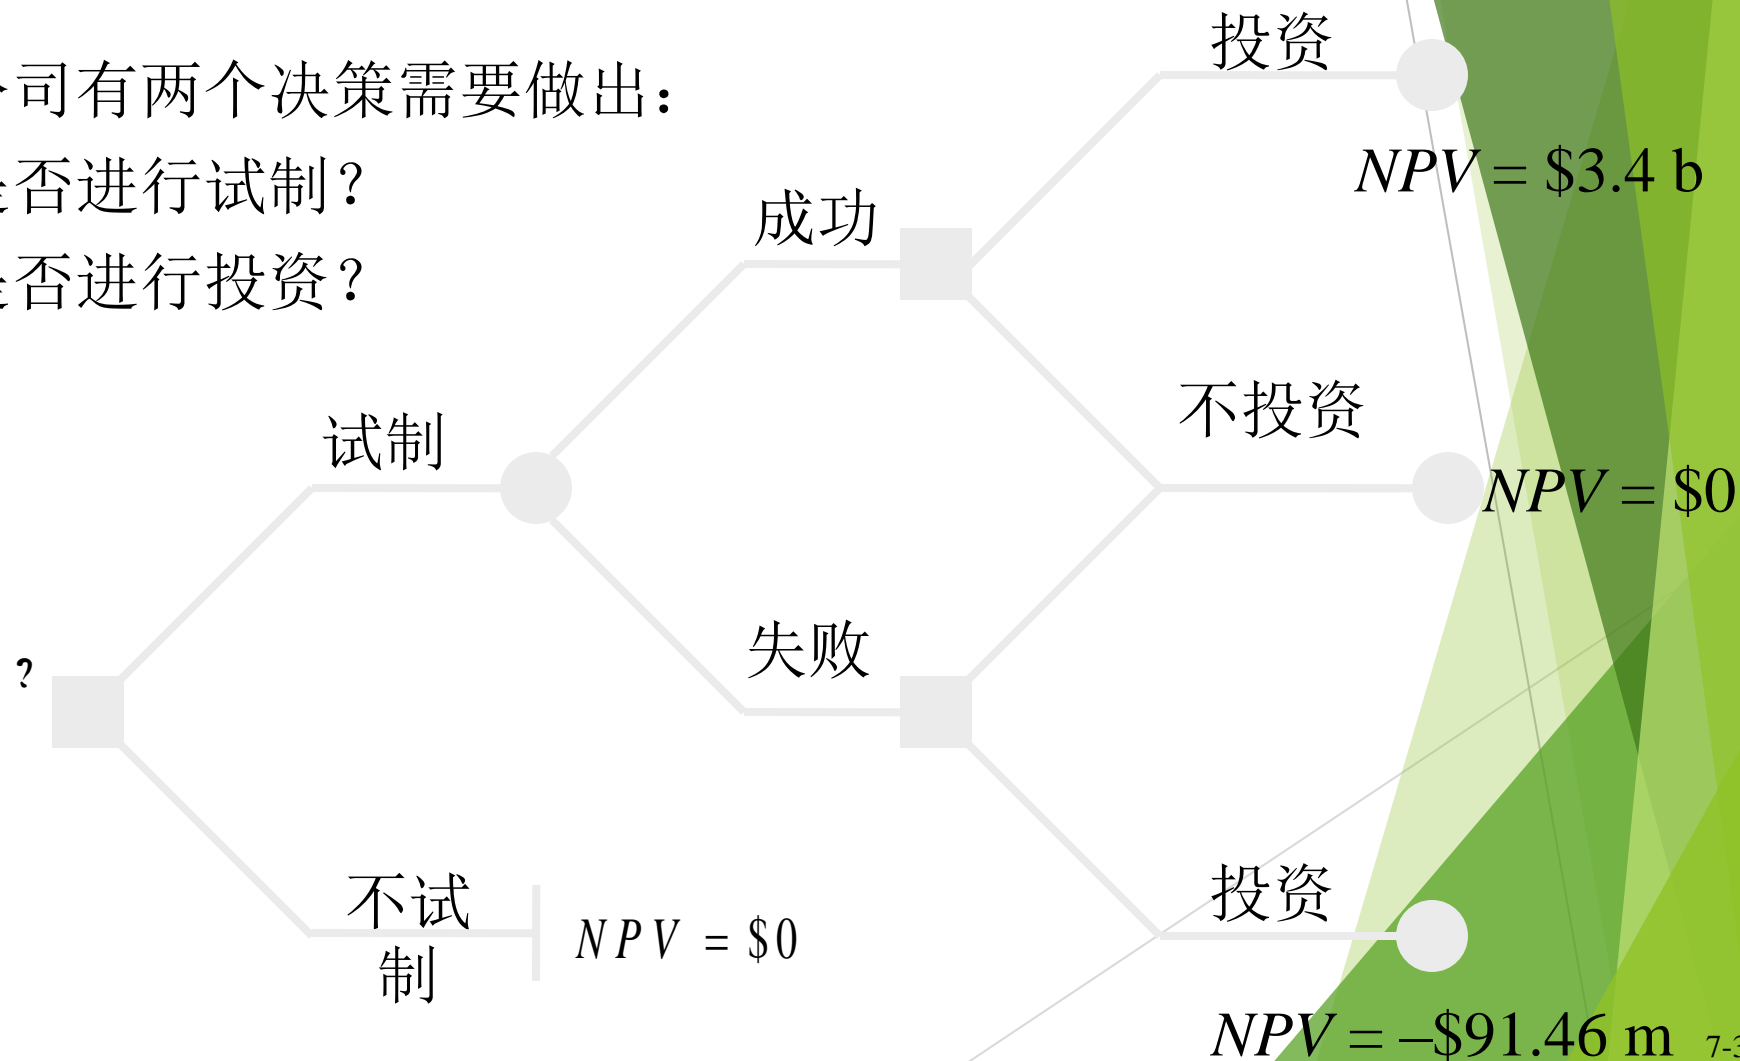 司有两个决策需要做出：
否进行试制？
否进行投资？
投资
NPV = $3.4 b
成功
不投资
NPV = $0
试制
失败
?
不试
制
NPV = $0
投资
NPV = –$91.46 m
7-3